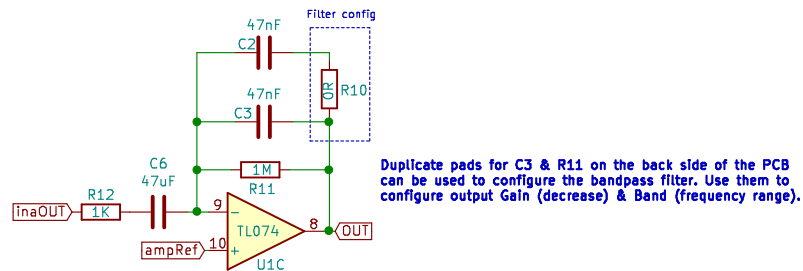 Filter config
47nF
C2
0R
R10
47nF
C3
1M
R11
C6
47uF
R12
inaOUT
1K
9
8
TL074
OUT
ampRef
10
U1C
Duplicate pads for C3 & R11 on the back side of the PCB
can be used to configure the bandpass filter. Use them to
configure output Gain (decrease) & Band (frequency range).